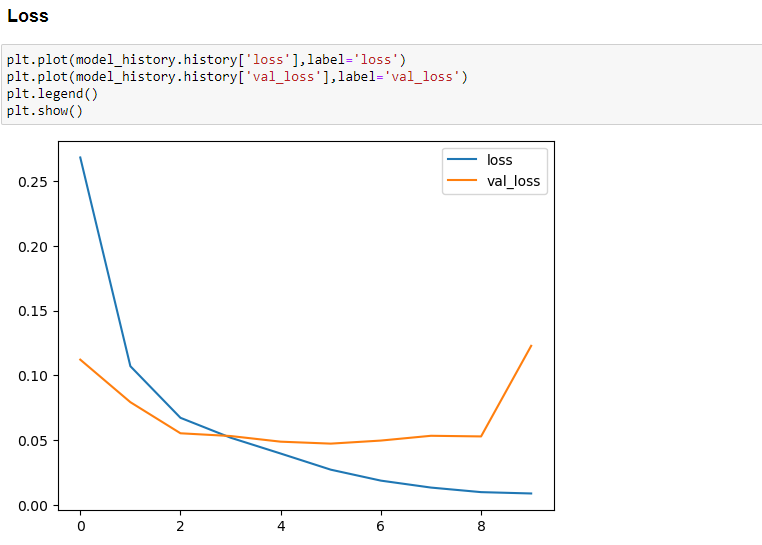 Loss
plt.plot(model_history.history['loss'],label='loss')
plt.plot(model_history.history['val_loss'],label='val_loss')
plt.legend()
plt.show()
loss
val_loss
0.25
0.20
0.15
0.10
0.05
0.00
0 2 4 6 8